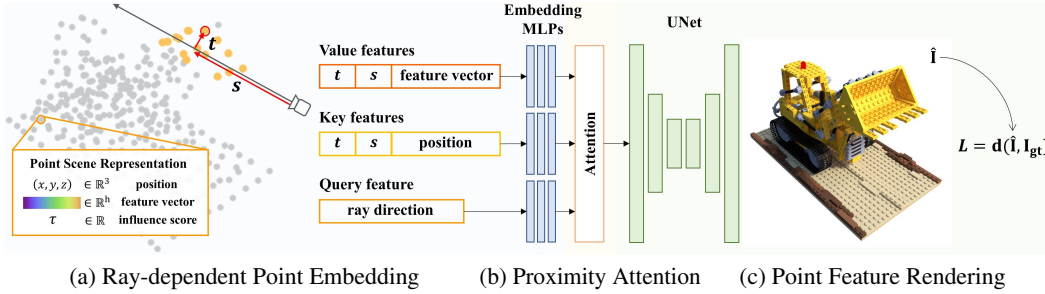 t
s
Point Scene Representation
(x, y, z) ∈ ℝ³ position
∈ ℝʰ feature vector
τ ∈ ℝ influence score
Value features
t s feature vector
Key features
t s position
Query feature
ray direction
Embedding
MLPs
Attention
UNet
Î
L = d(Î, I_gt)
(a) Ray-dependent Point Embedding (b) Proximity Attention (c) Point Feature Rendering